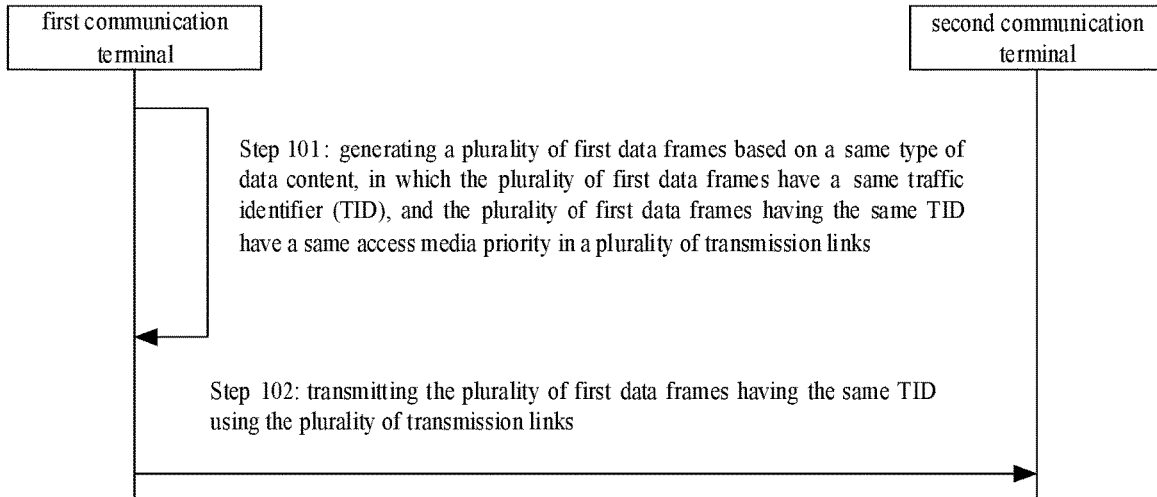 first communication
terminal
second communication
terminal
Step 101: generating a plurality of first data frames based on a same type of
data content, in which the plurality of first data frames have a same traffic
identifier (TID), and the plurality of first data frames having the same TID
have a same access media priority in a plurality of transmission links
Step 102: transmitting the plurality of first data frames having the same TID
using the plurality of transmission links